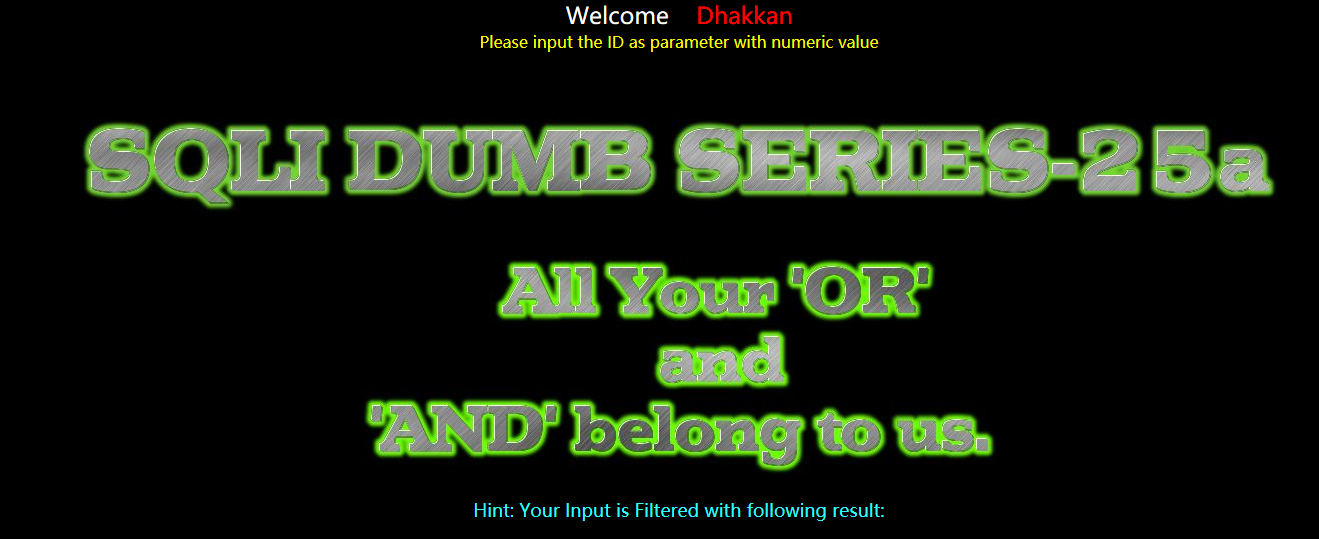 Welcome Dhakkan
Please input the ID as parameter with numeric value
SQLI DUMB SERIES-25a
All Your 'OR'
and
'AND' belong to us.
Hint: Your Input is Filtered with following result: